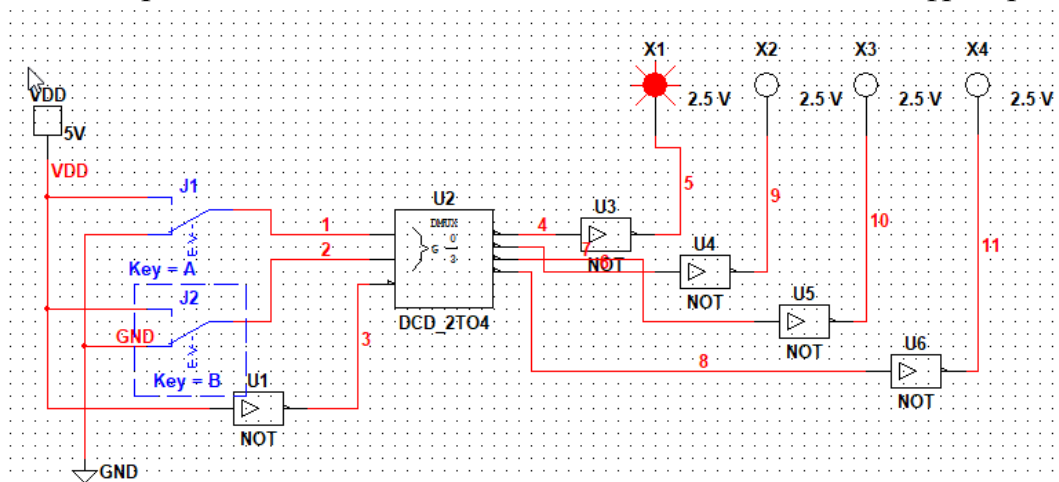 X1
X2
X3
X4
2.5 V
2.5 V
2.5 V
2.5 V
VDD
5V
VDD
J1
Key = A
J2
GND
Key = B
U1
NOT
GND
1
2
3
U2
DMUX
G
0
3
DCD_2TO4
4
U3
NOT
7
6
5
U4
NOT
9
U5
NOT
10
8
U6
NOT
11